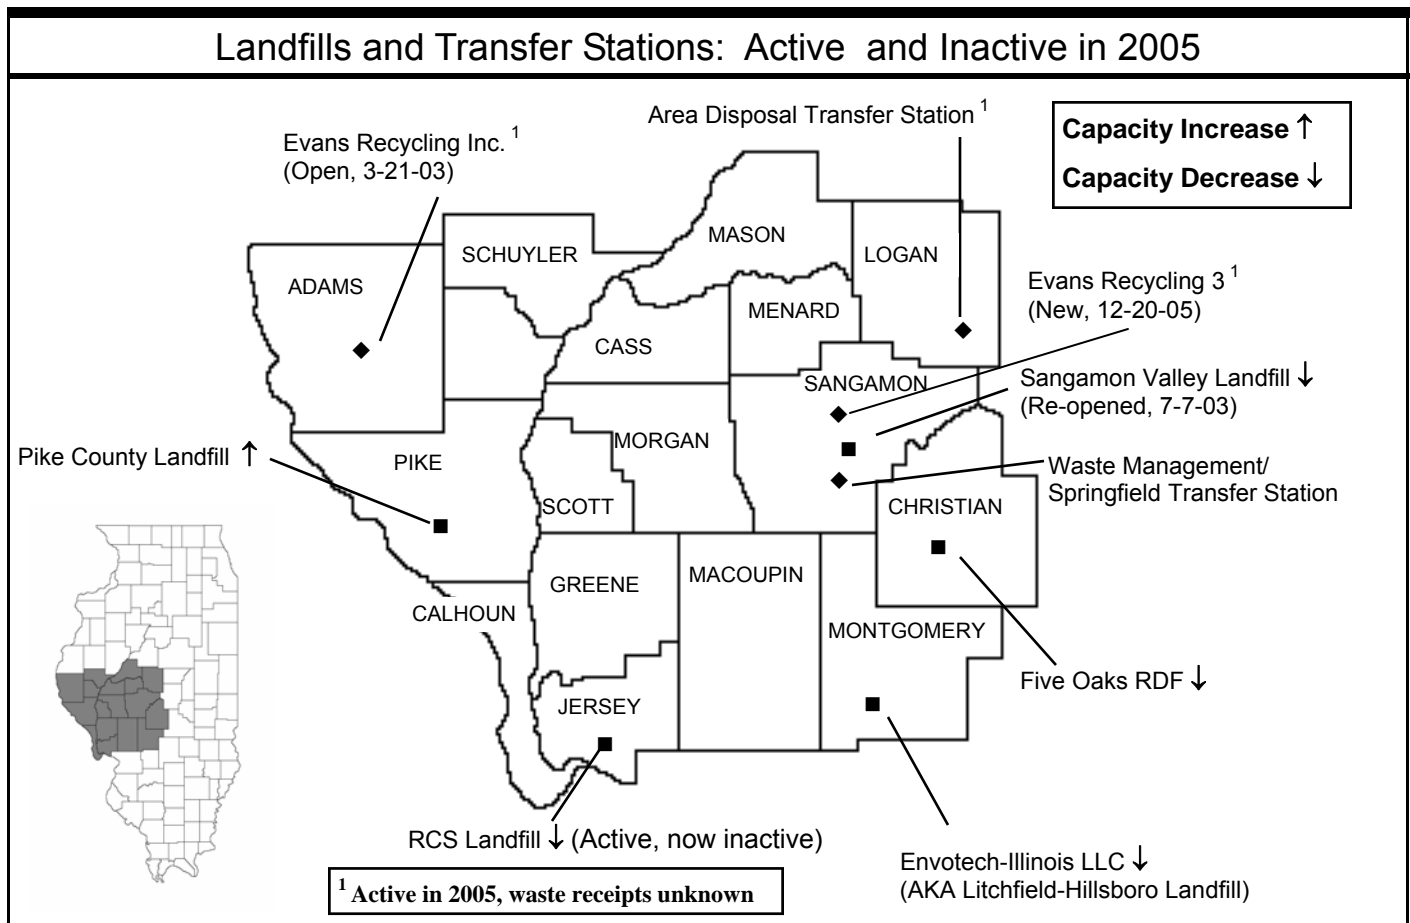 Landfills and Transfer Stations:  Active  and Inactive in 2005
Area Disposal Transfer Station 1
Capacity Increase ↑
Capacity Decrease ↓
Evans Recycling Inc. 1
(Open, 3-21-03)
MASON
SCHUYLER
LOGAN
ADAMS
Evans Recycling 3 1
(New, 12-20-05)
MENARD
CASS
SANGAMON
Sangamon Valley Landfill ↓
(Re-opened, 7-7-03)
MORGAN
Pike County Landfill ↑
PIKE
Waste Management/
Springfield Transfer Station
SCOTT
CHRISTIAN
MACOUPIN
GREENE
CALHOUN
MONTGOMERY
Five Oaks RDF ↓
JERSEY
RCS Landfill ↓ (Active, now inactive)
Envotech-Illinois LLC ↓
(AKA Litchfield-Hillsboro Landfill)
1 Active in 2005, waste receipts unknown